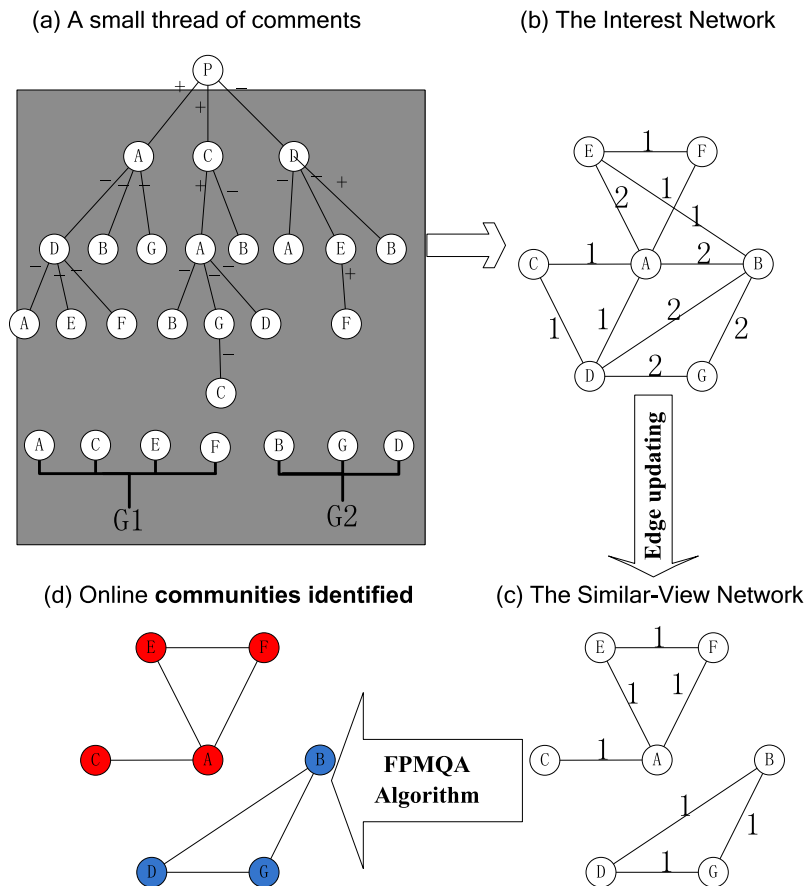 (a) A small thread of comments
(b) The Interest Network
P
+ + −
A C D
− − − + − − − +
D B G A B A E B
− − − − − − +
A E F B G D F
−
C
A C E F B G D
G1 G2
E 1 F
2 1 1
C 1 A 2 B
1 1 2 2
D 2 G
Edge updating
(d) Online communities identified
(c) The Similar-View Network
E F
C A
B
D G
FPMQA
Algorithm
E 1 F
1 1
C 1 A
B
1 1
D 1 G